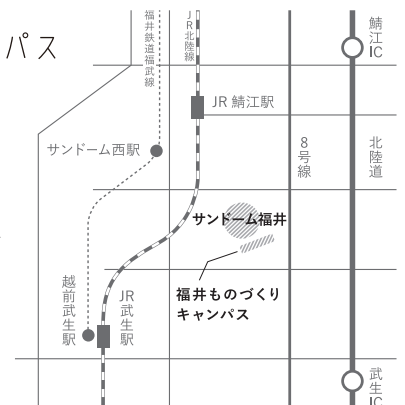 パス
福井鉄道福武線
JR北陸線
鯖江IC
JR 鯖江駅
サンドーム西駅
8号線
北陸道
サンドーム福井
福井ものづくり
キャンパス
越前武生駅
JR武生駅
武生IC